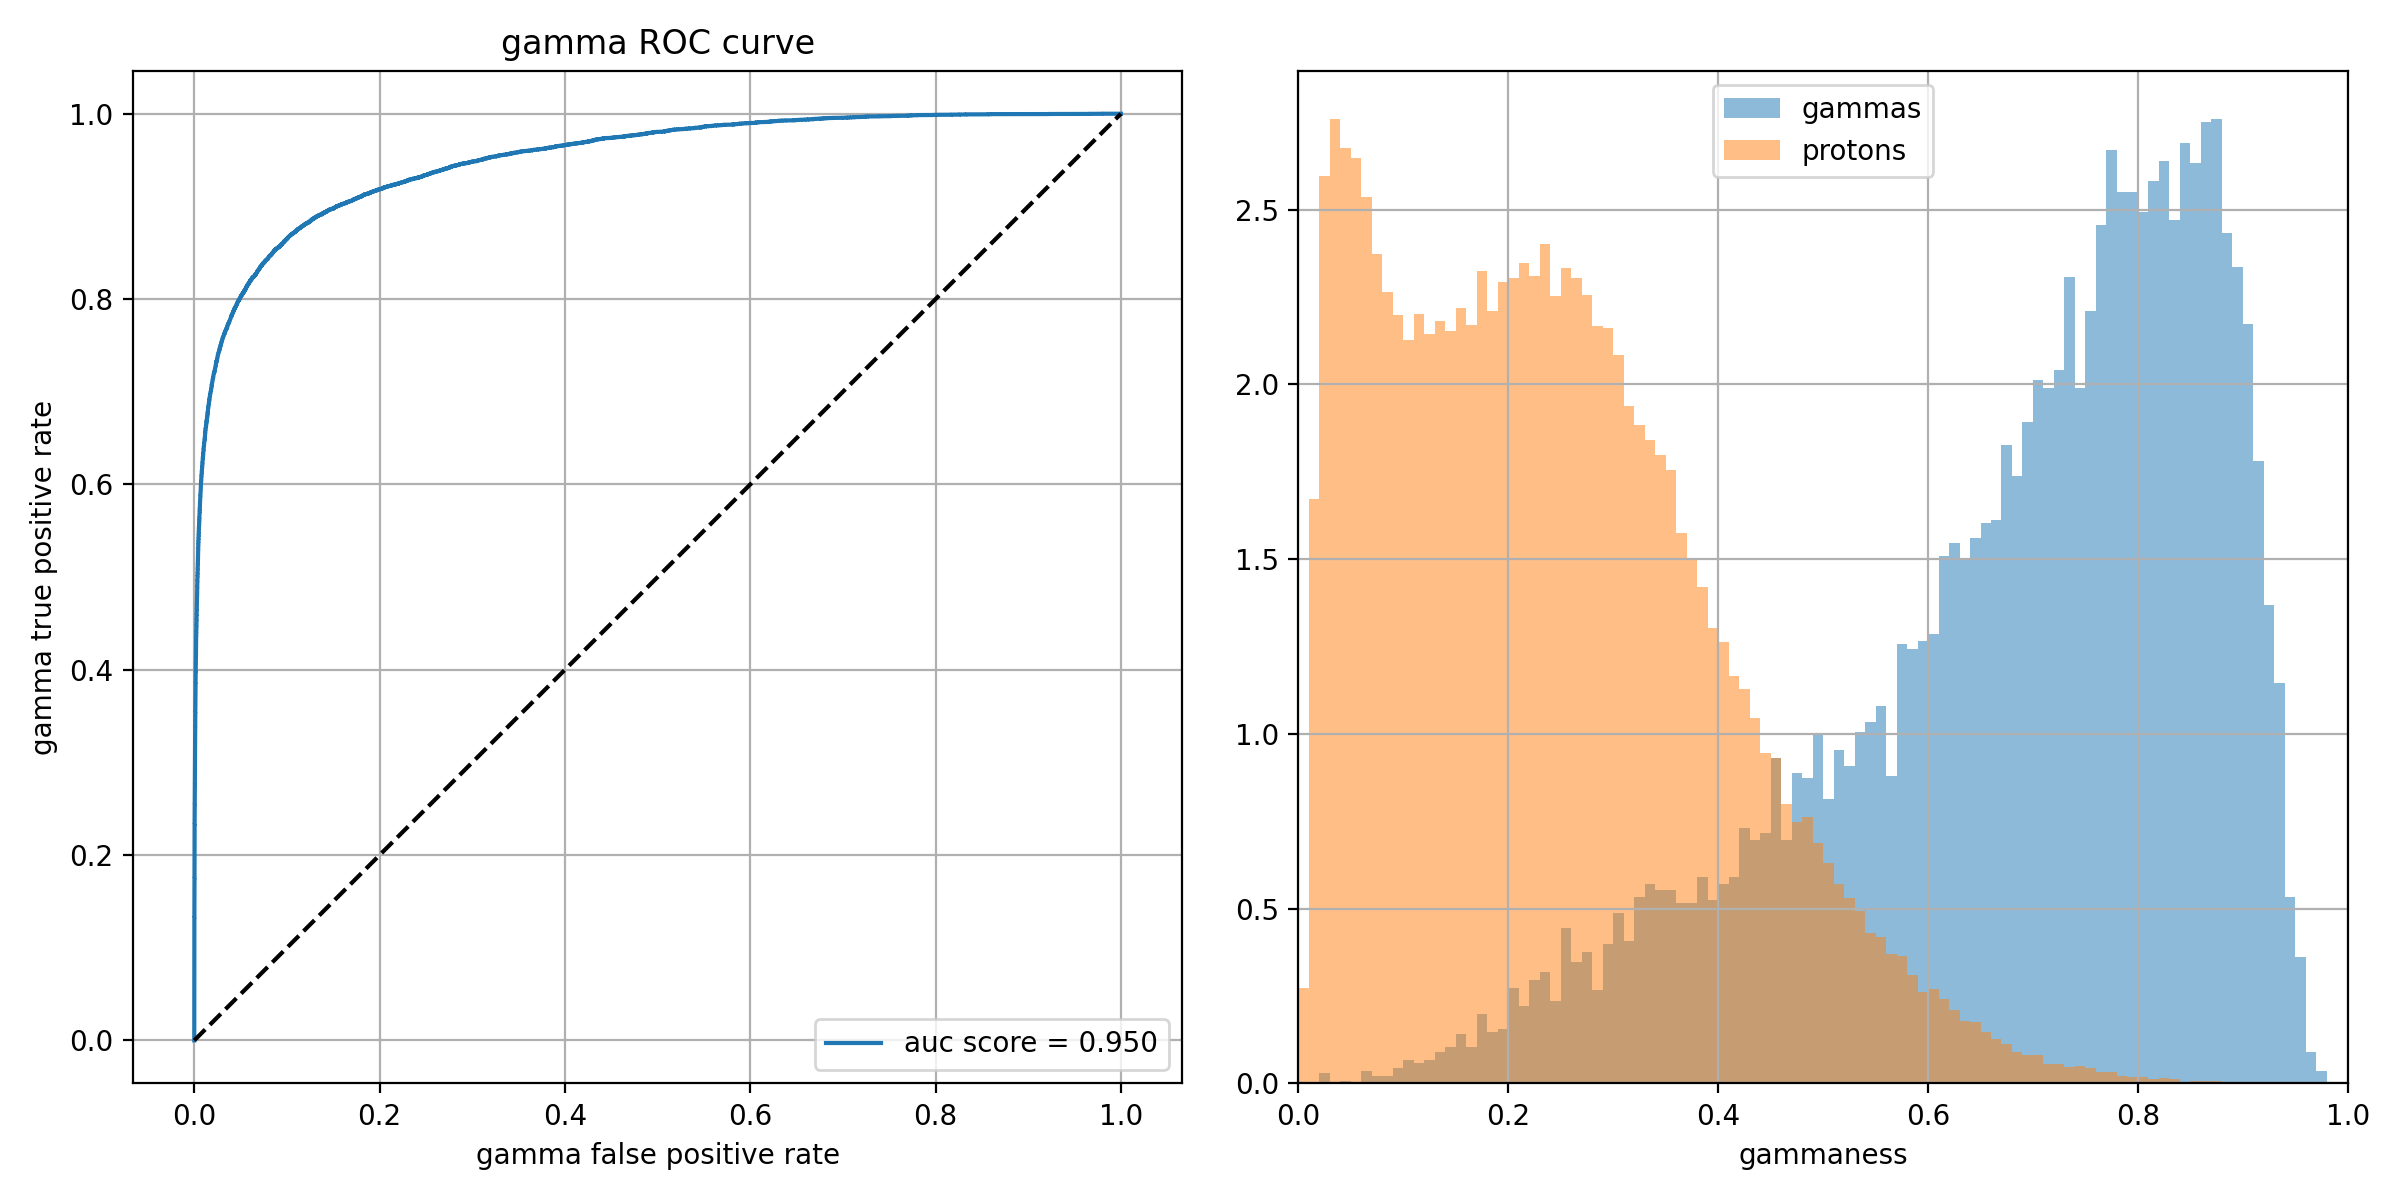 gamma ROC curve
1.0
0.8
0.6
0.4
0.2
0.0
gamma true positive rate
auc score = 0.950
0.0 0.2 0.4 0.6 0.8 1.0
gamma false positive rate
gammas
protons
2.5
2.0
1.5
1.0
0.5
0.0
0.0 0.2 0.4 0.6 0.8 1.0
gammaness